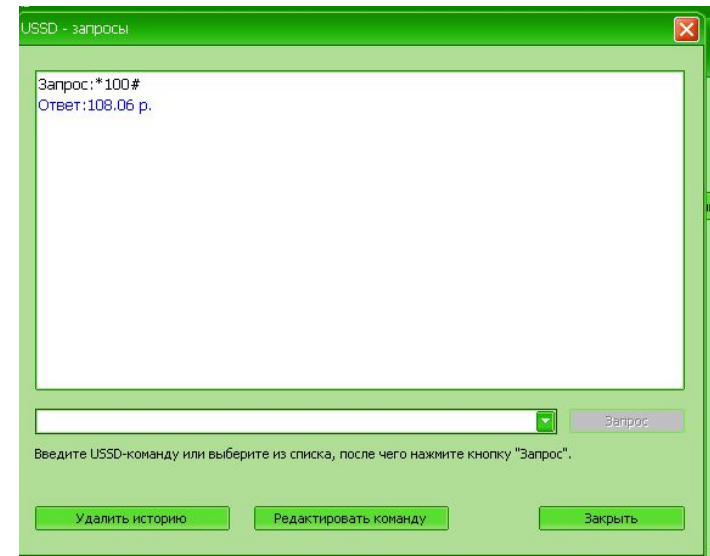 USSD - запросы
Запрос:*100#
Ответ:108.06 р.
Запрос
Введите USSD-команду или выберите из списка, после чего нажмите кнопку "Запрос".
Удалить историю
Редактировать команду
Закрыть